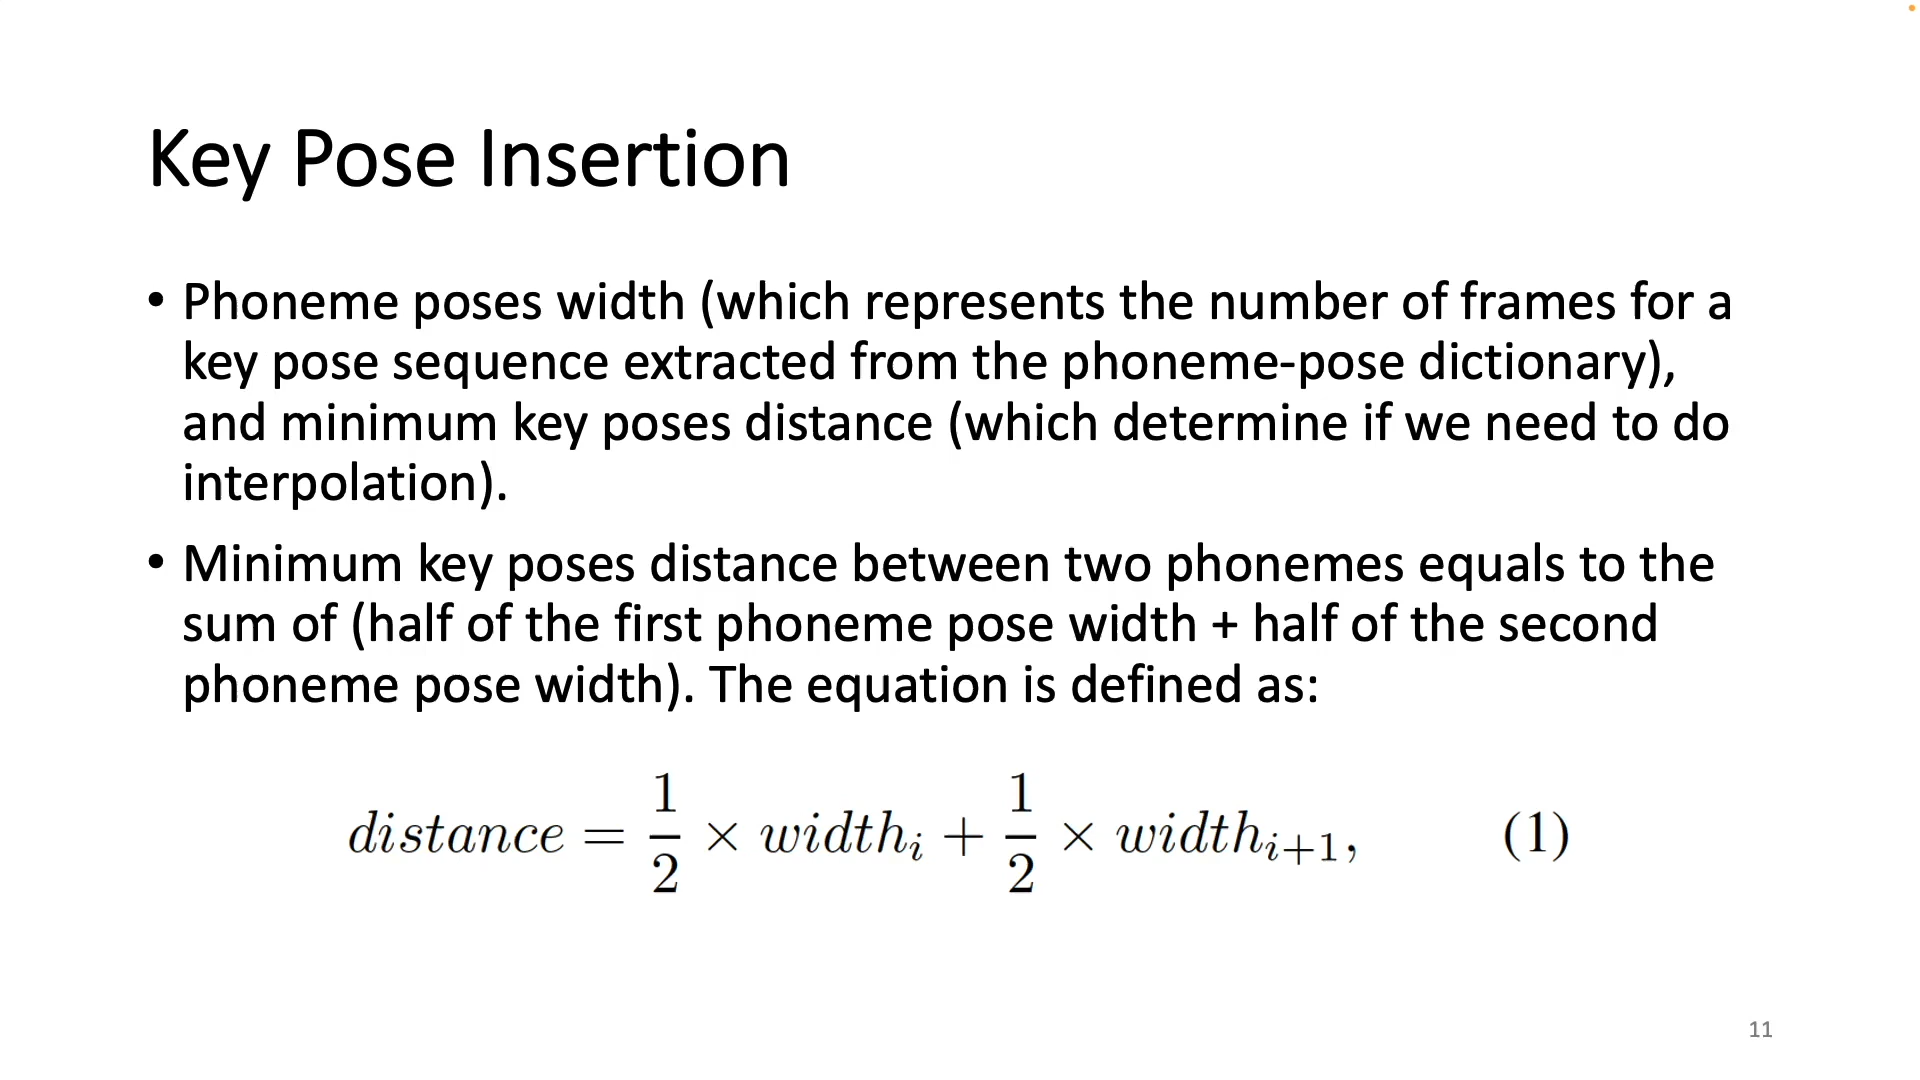 Key Pose Insertion
• Phoneme poses width (which represents the number of frames for a
key pose sequence extracted from the phoneme-pose dictionary),
and minimum key poses distance (which determine if we need to do
interpolation).
• Minimum key poses distance between two phonemes equals to the
sum of (half of the first phoneme pose width + half of the second
phoneme pose width). The equation is defined as:
distance = 1/2 × width_i + 1/2 × width_{i+1}, (1)
11